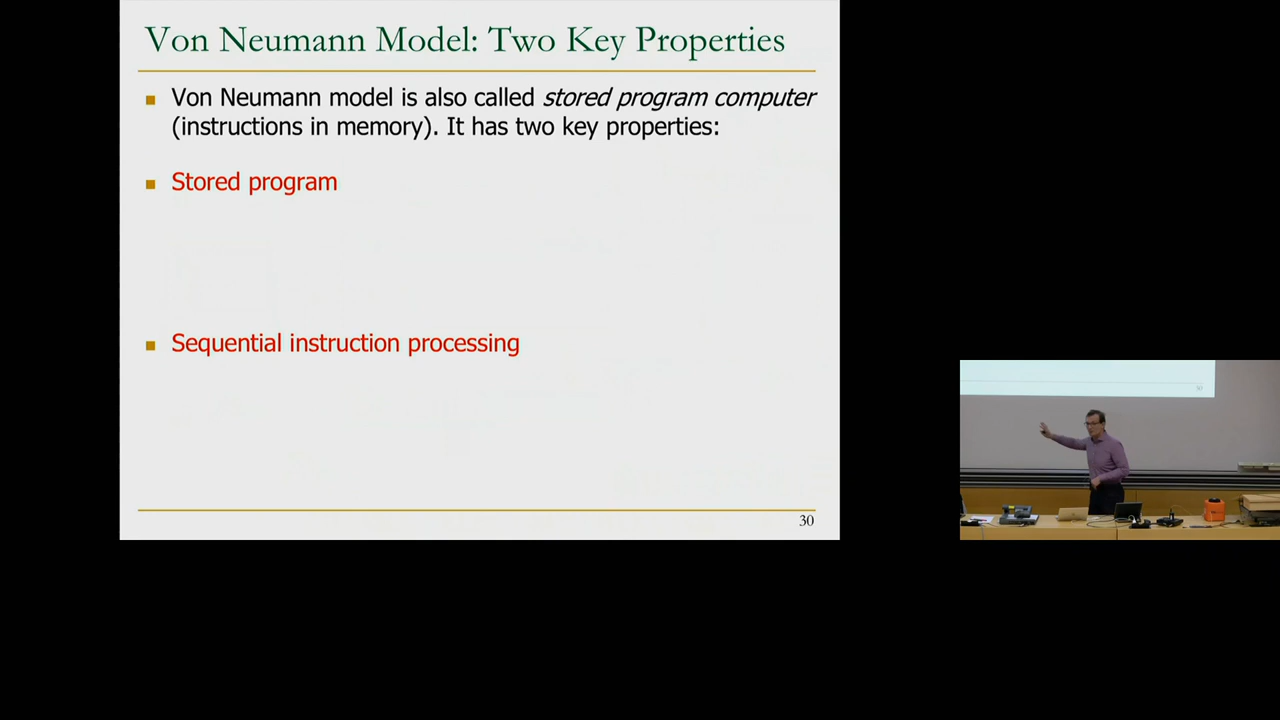 Von Neumann Model: Two Key Properties
Von Neumann model is also called stored program computer
(instructions in memory). It has two key properties:
Stored program
Sequential instruction processing
30
30